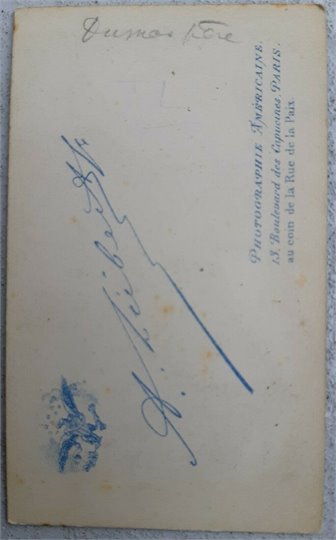 Dumas Père
A. Liébert
PHOTOGRAPHIE AMÉRICAINE.
13, Boulevard des Capucines, PARIS.
au coin de la Rue de la Paix